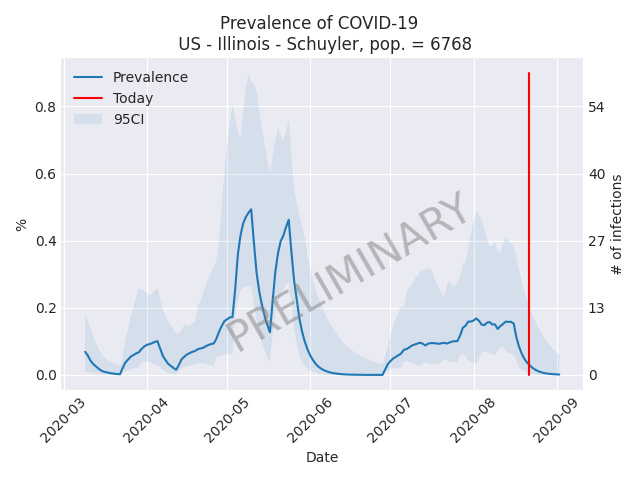 Prevalence of COVID-19
US - Illinois - Schuyler, pop. = 6768
Prevalence
Today
95CI
0.8
0.6
0.4
0.2
0.0
%
54
40
27
13
0
# of infections
PRELIMINARY
2020-03
2020-04
2020-05
2020-06
2020-07
2020-08
2020-09
Date